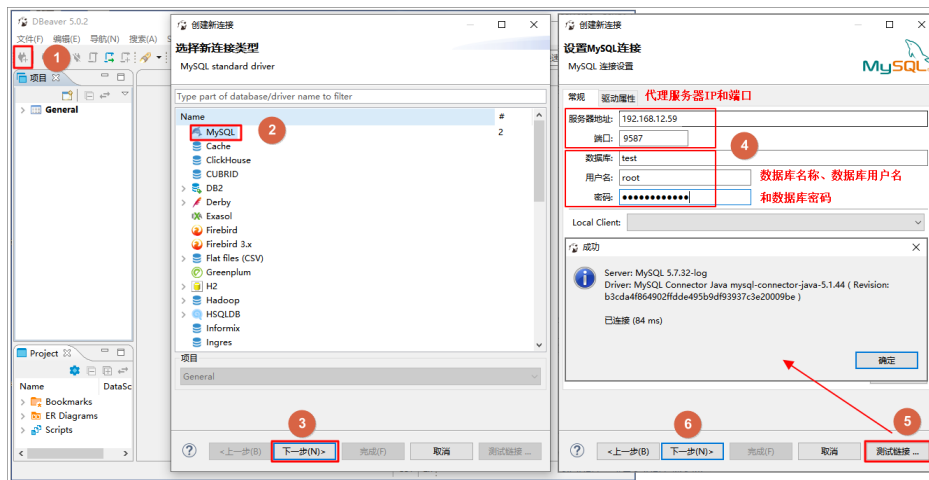 DBeaver 5.0.2
文件(F) 编辑(E) 导航(N) 搜索(A) S
1
项目
General
Project
Name DataSc
Bookmarks
ER Diagrams
Scripts
创建新连接
选择新连接类型
MySQL standard driver
Type part of database/driver name to filter
Name #
MySQL 2
2
Cache
ClickHouse
CUBRID
DB2
Derby
Exasol
Firebird
Firebird 3.x
Flat files (CSV)
Greenplum
H2
Hadoop
HSQLDB
Informix
Ingres
项目
General
3
<上一步(B) 下一步(N)> 完成(F) 取消 测试链接 ...
创建新连接
设置MySQL连接
MySQL 连接设置
MySQL
常规 驱动属性 代理服务器IP和端口
服务器地址: 192.168.12.59
端口: 9587
4
数据库: test
用户名: root 数据库名称、数据库用户名
密码: ●●●●●●●●●●●● 和数据库密码
Local Client:
成功
Server: MySQL 5.7.32-log
Driver: MySQL Connector Java mysql-connector-java-5.1.44 ( Revision:
b3cda4f864902ffdde495b9df93937c3e20009be )
已连接 (84 ms)
确定
6 5
<上一步(B) 下一步(N)> 完成(F) 取消 测试链接 ...